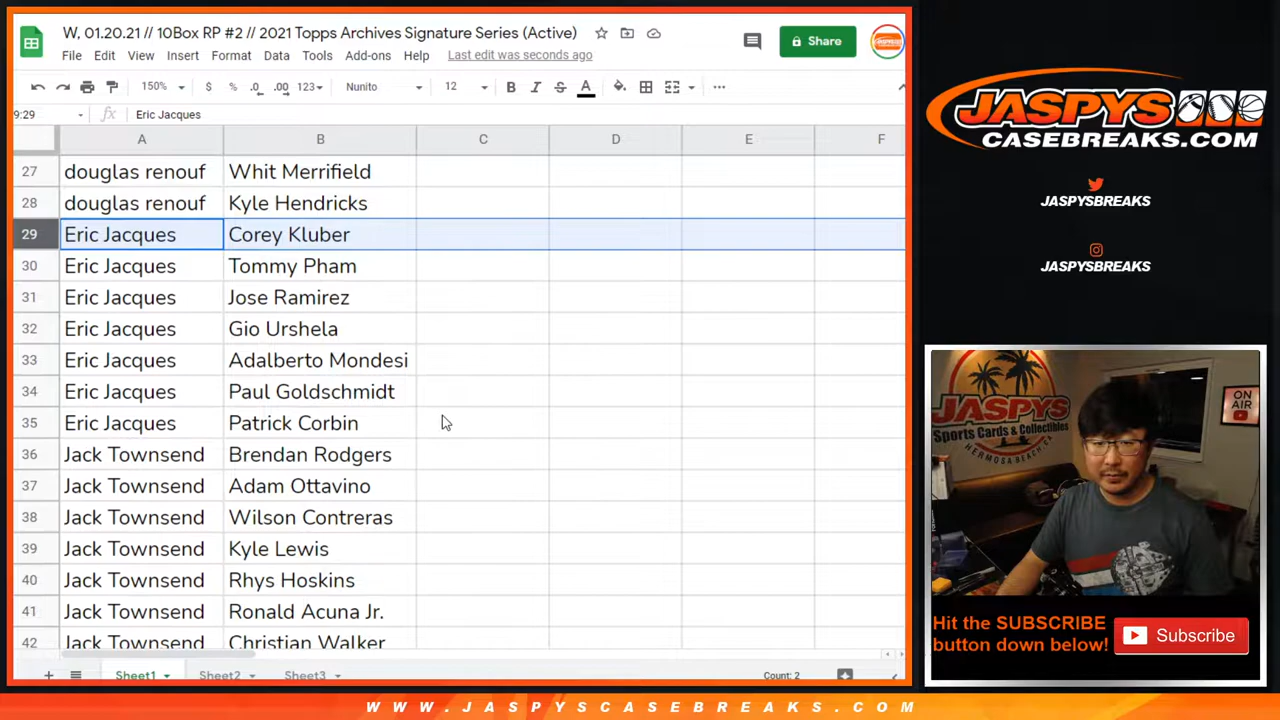 W, 01.20.21 // 10Box RP #2 // 2021 Topps Archives Signature Series (Active)
File Edit View Insert Format Data Tools Add-ons Help Last edit was seconds ago
Share
150% $ % .0 .00 123 Nunito 12 B I S A
9:29 fx Eric Jacques
A B C D E F
27 douglas renouf Whit Merrifield
28 douglas renouf Kyle Hendricks
29 Eric Jacques Corey Kluber
30 Eric Jacques Tommy Pham
31 Eric Jacques Jose Ramirez
32 Eric Jacques Gio Urshela
33 Eric Jacques Adalberto Mondesi
34 Eric Jacques Paul Goldschmidt
35 Eric Jacques Patrick Corbin
36 Jack Townsend Brendan Rodgers
37 Jack Townsend Adam Ottavino
38 Jack Townsend Wilson Contreras
39 Jack Townsend Kyle Lewis
40 Jack Townsend Rhys Hoskins
41 Jack Townsend Ronald Acuna Jr.
42 Jack Townsend Christian Walker
Sheet1 Sheet2 Sheet3 Count: 2
JASPYS
CASEBREAKS.COM
JASPYSBREAKS
JASPYSBREAKS
JASPYS
Sports Cards & Collectibles
HERMOSA BEACH, CA
ON
AIR
Hit the SUBSCRIBE
button down below!
Subscribe
WWW.JASPYSCASEBREAKS.COM